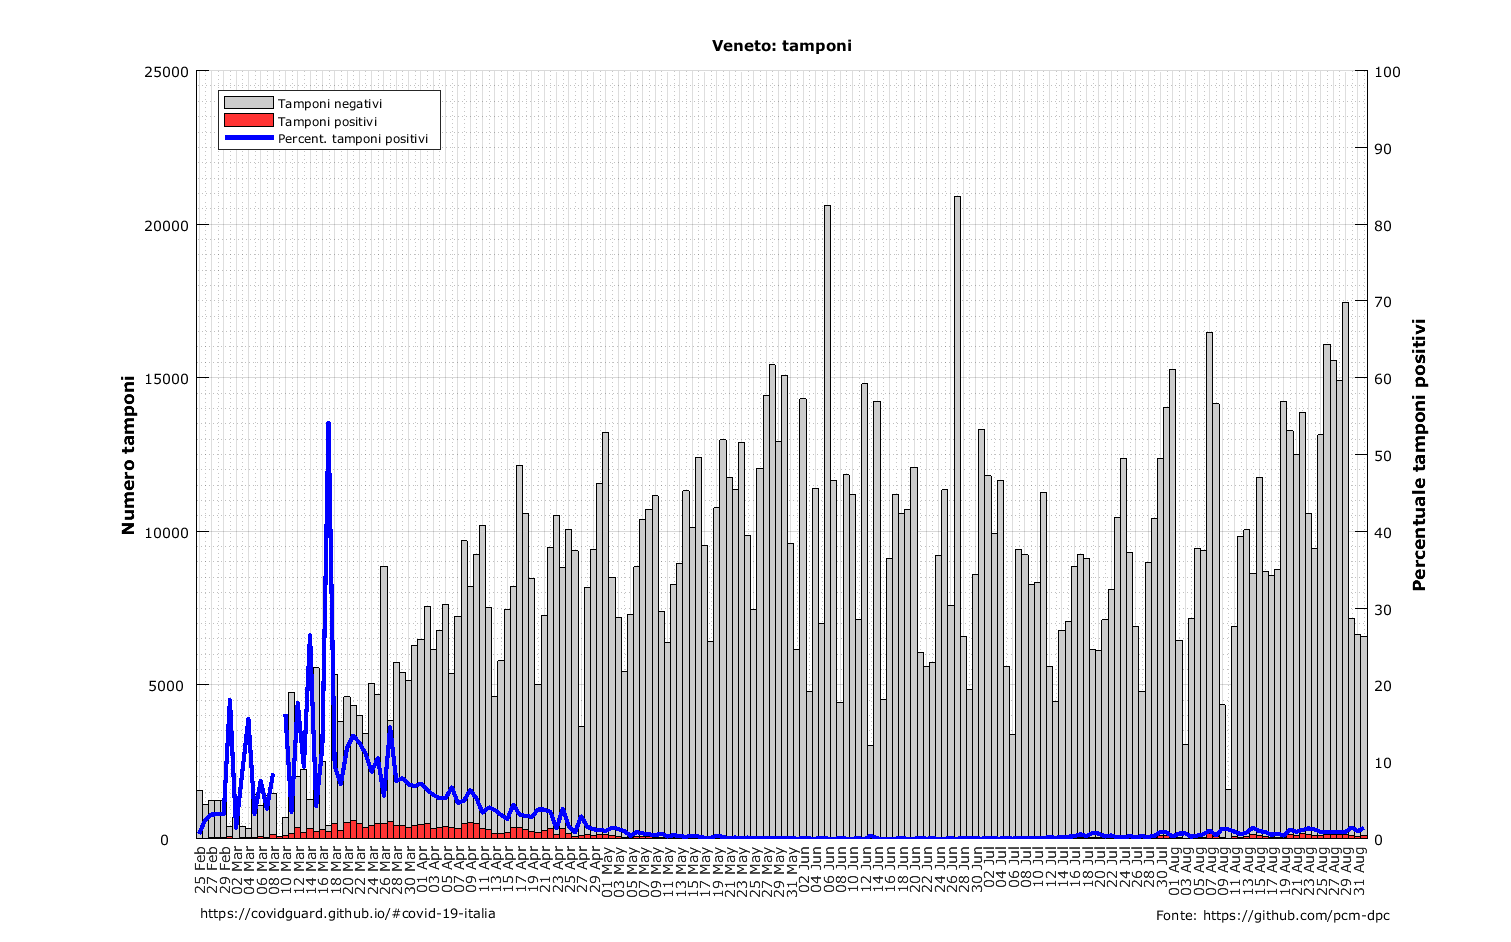 Veneto: tamponi
Tamponi negativi
Tamponi positivi
Percent. tamponi positivi
Numero tamponi
25000
20000
15000
10000
5000
0
100
90
80
70
60
50
40
30
20
10
0
Percentuale tamponi positivi
25 Feb
27 Feb
29 Feb
02 Mar
04 Mar
06 Mar
08 Mar
10 Mar
12 Mar
14 Mar
16 Mar
18 Mar
20 Mar
22 Mar
24 Mar
26 Mar
28 Mar
30 Mar
01 Apr
03 Apr
05 Apr
07 Apr
09 Apr
11 Apr
13 Apr
15 Apr
17 Apr
19 Apr
21 Apr
23 Apr
25 Apr
27 Apr
29 Apr
01 May
03 May
05 May
07 May
09 May
11 May
13 May
15 May
17 May
19 May
21 May
23 May
25 May
27 May
29 May
31 May
02 Jun
04 Jun
06 Jun
08 Jun
10 Jun
12 Jun
14 Jun
16 Jun
18 Jun
20 Jun
22 Jun
24 Jun
26 Jun
28 Jun
30 Jun
02 Jul
04 Jul
06 Jul
08 Jul
10 Jul
12 Jul
14 Jul
16 Jul
18 Jul
20 Jul
22 Jul
24 Jul
26 Jul
28 Jul
30 Jul
01 Aug
03 Aug
05 Aug
07 Aug
09 Aug
11 Aug
13 Aug
15 Aug
17 Aug
19 Aug
21 Aug
23 Aug
25 Aug
27 Aug
29 Aug
31 Aug
https://covidguard.github.io/#covid-19-italia
Fonte: https://github.com/pcm-dpc